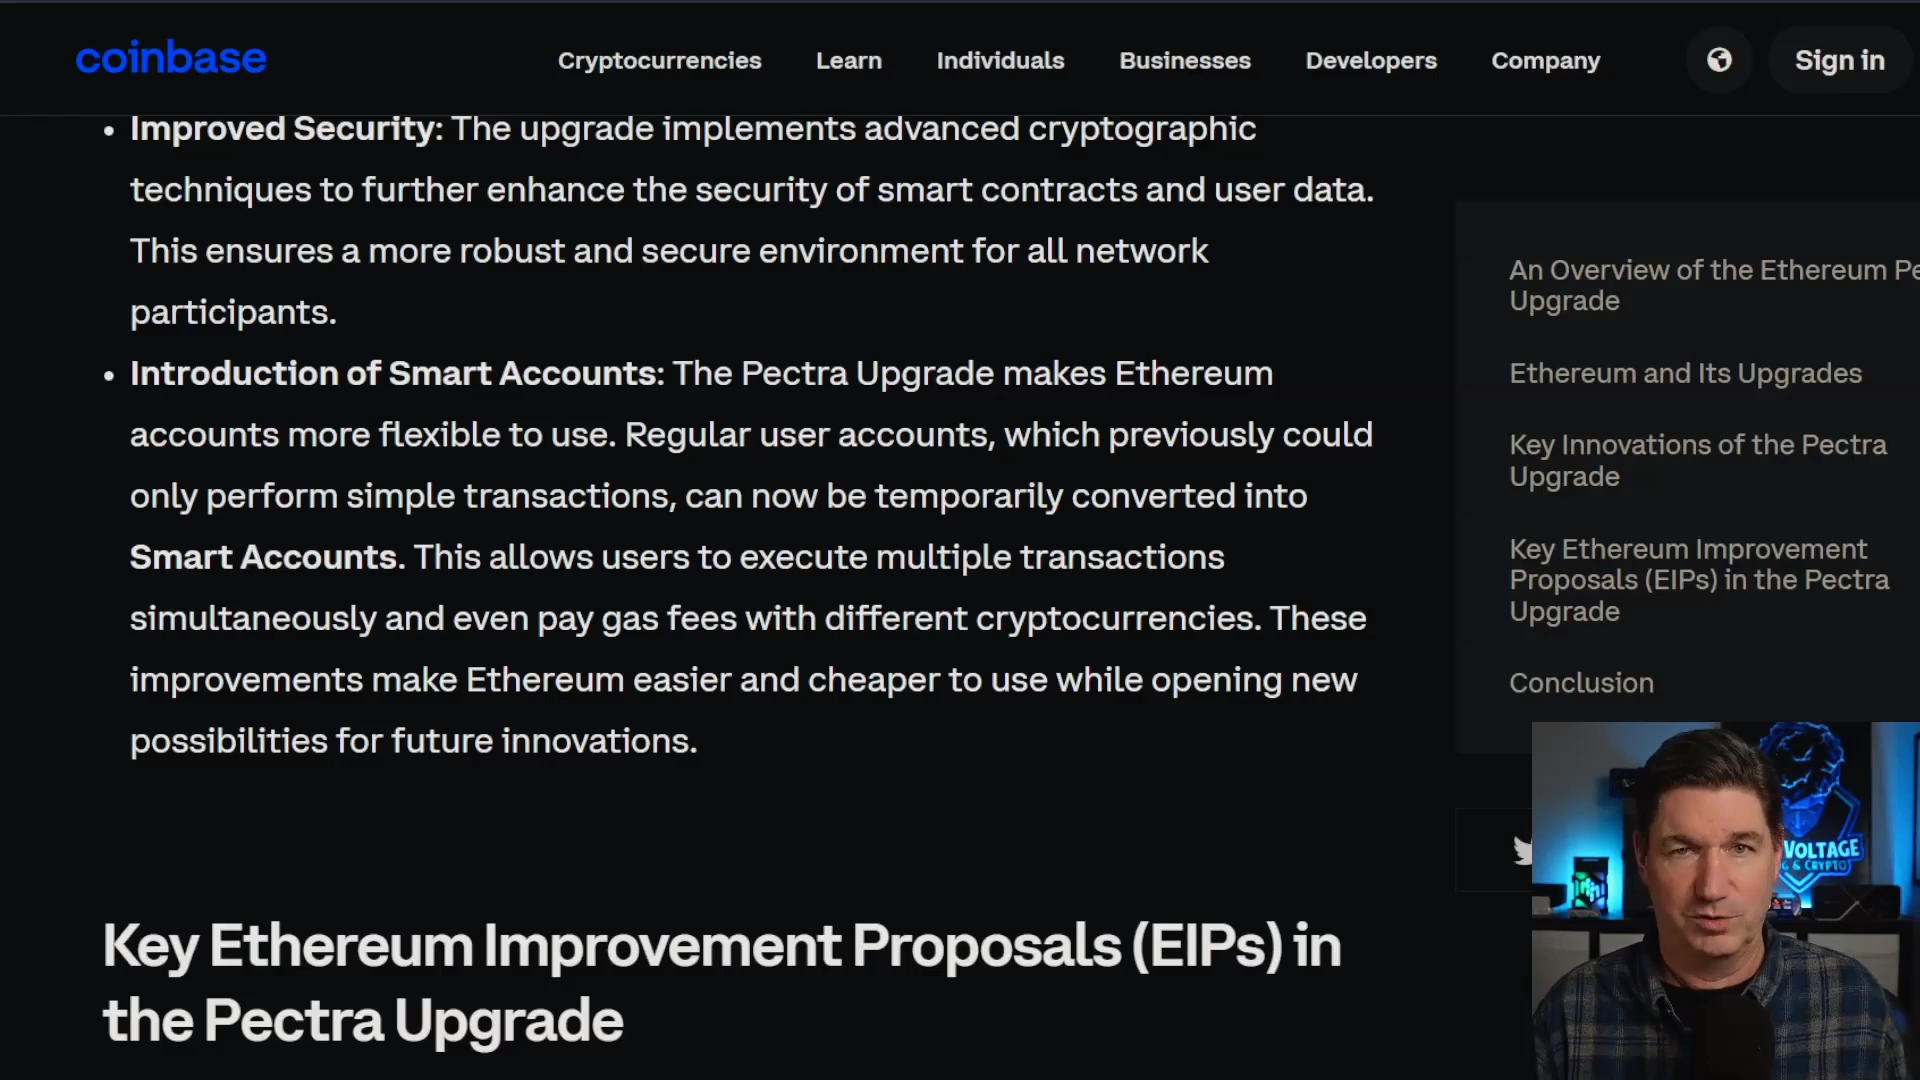 coinbase
Cryptocurrencies
Learn
Individuals
Businesses
Developers
Company
Sign in
• Improved Security: The upgrade implements advanced cryptographic
techniques to further enhance the security of smart contracts and user data.
This ensures a more robust and secure environment for all network
participants.
• Introduction of Smart Accounts: The Pectra Upgrade makes Ethereum
accounts more flexible to use. Regular user accounts, which previously could
only perform simple transactions, can now be temporarily converted into
Smart Accounts. This allows users to execute multiple transactions
simultaneously and even pay gas fees with different cryptocurrencies. These
improvements make Ethereum easier and cheaper to use while opening new
possibilities for future innovations.
Key Ethereum Improvement Proposals (EIPs) in
the Pectra Upgrade
An Overview of the Ethereum Pe
Upgrade
Ethereum and Its Upgrades
Key Innovations of the Pectra
Upgrade
Key Ethereum Improvement
Proposals (EIPs) in the Pectra
Upgrade
Conclusion
VOLTAGE
G & CRYPTO